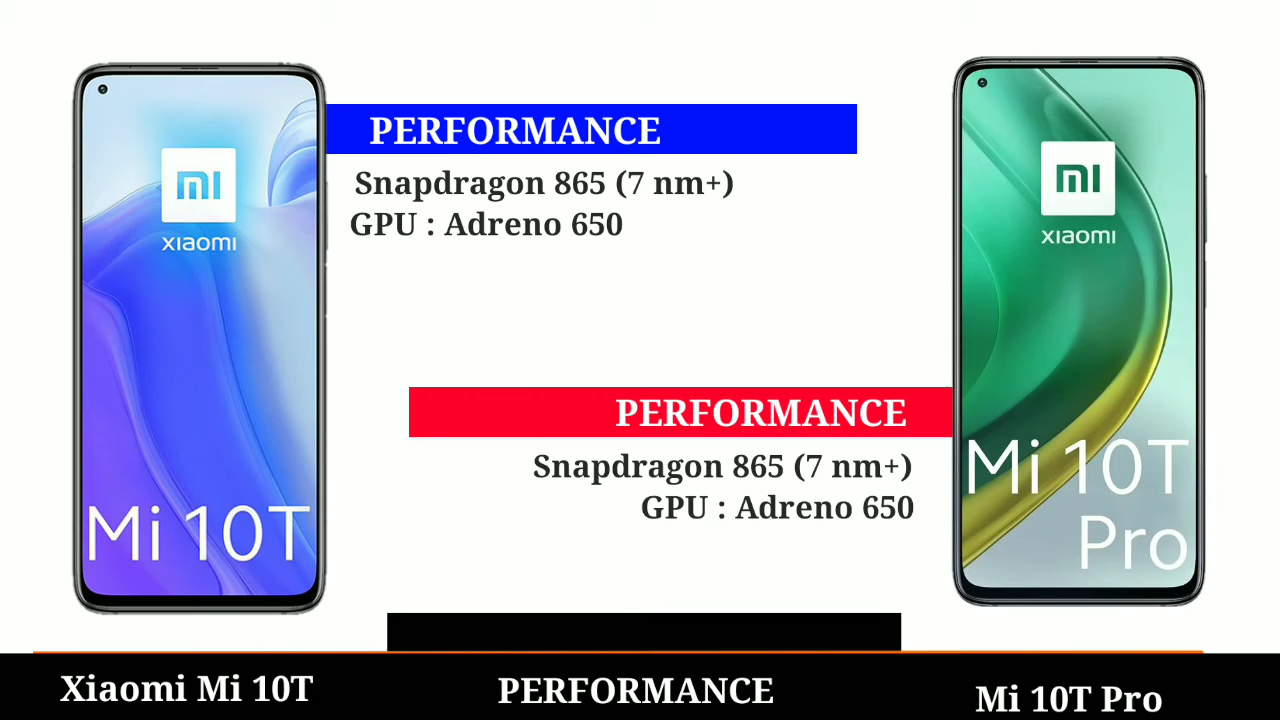 mi
xiaomi
Mi 10T
PERFORMANCE
Snapdragon 865 (7 nm+)
GPU : Adreno 650
mi
xiaomi
Mi 10T
Pro
PERFORMANCE
Snapdragon 865 (7 nm+)
GPU : Adreno 650
Xiaomi Mi 10T
PERFORMANCE
Mi 10T Pro